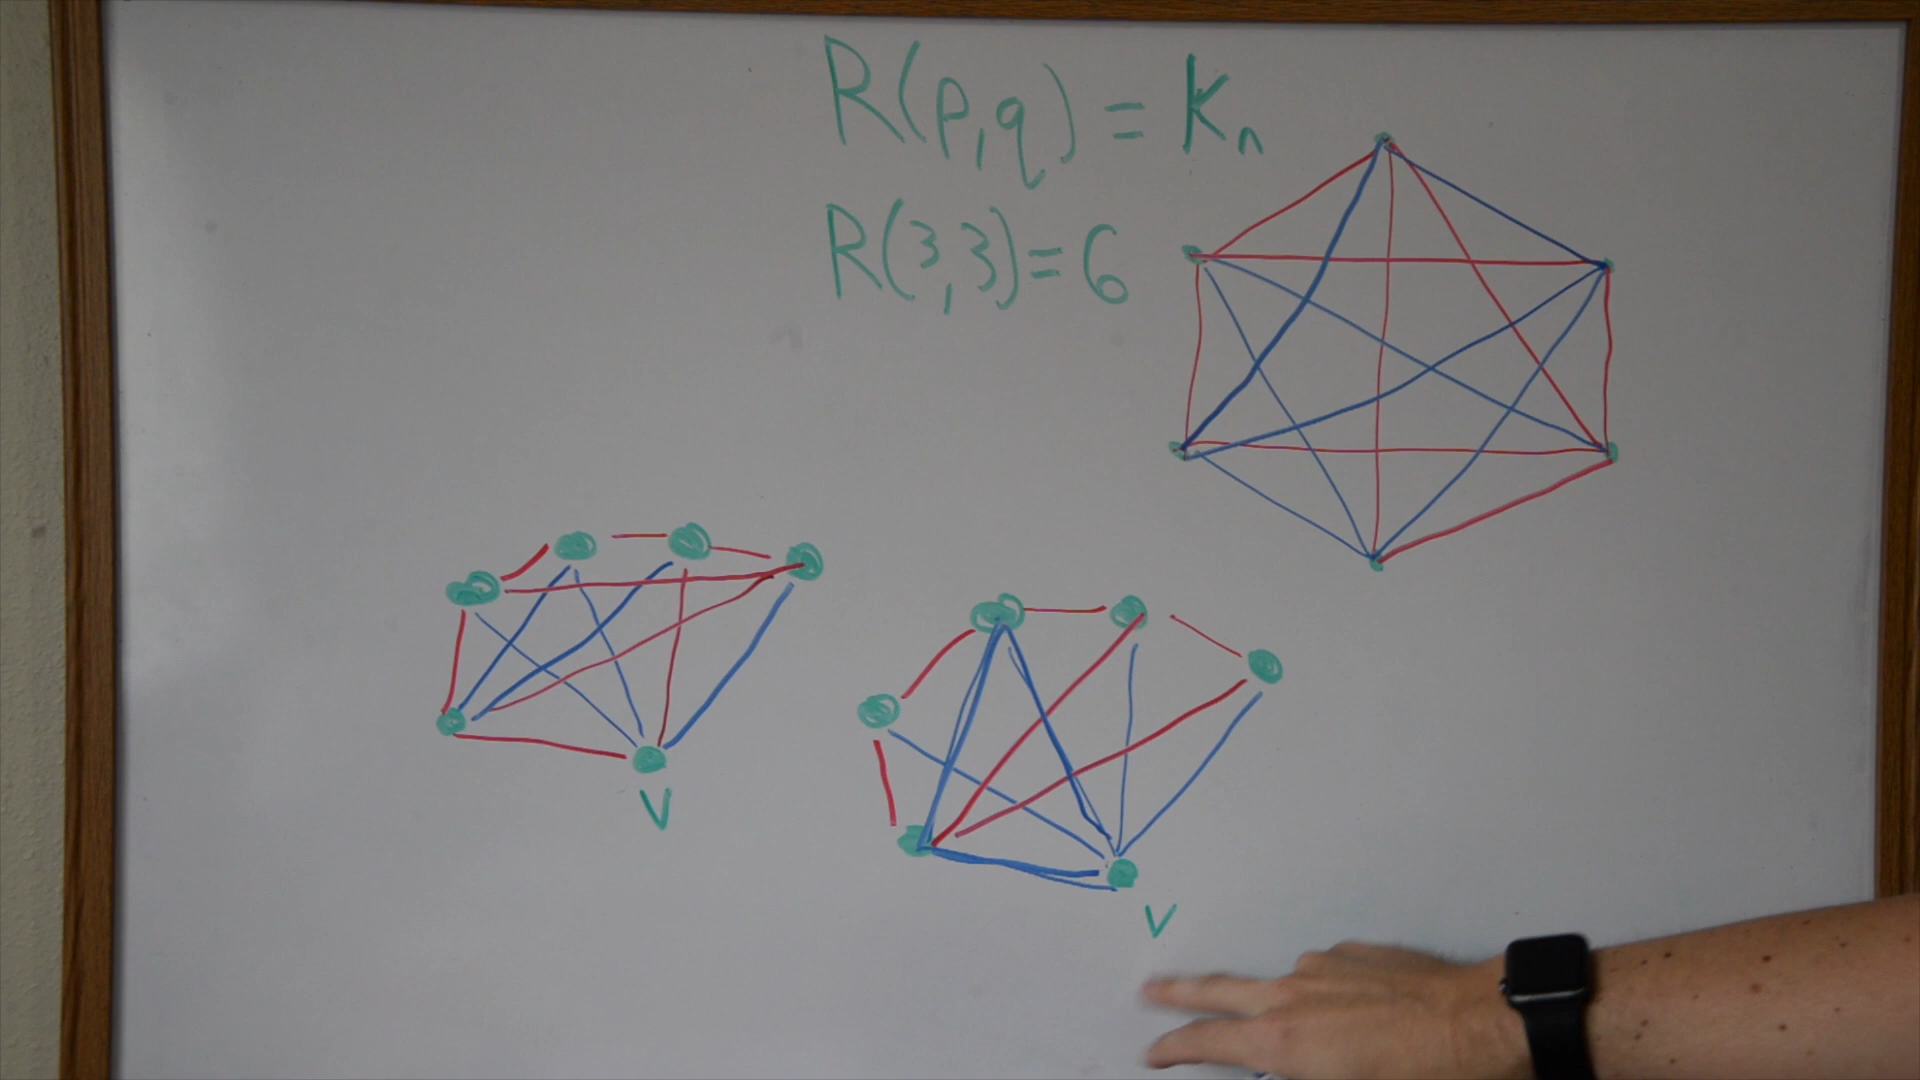 R(p,q) = Kn
R(3,3) = 6
V
V